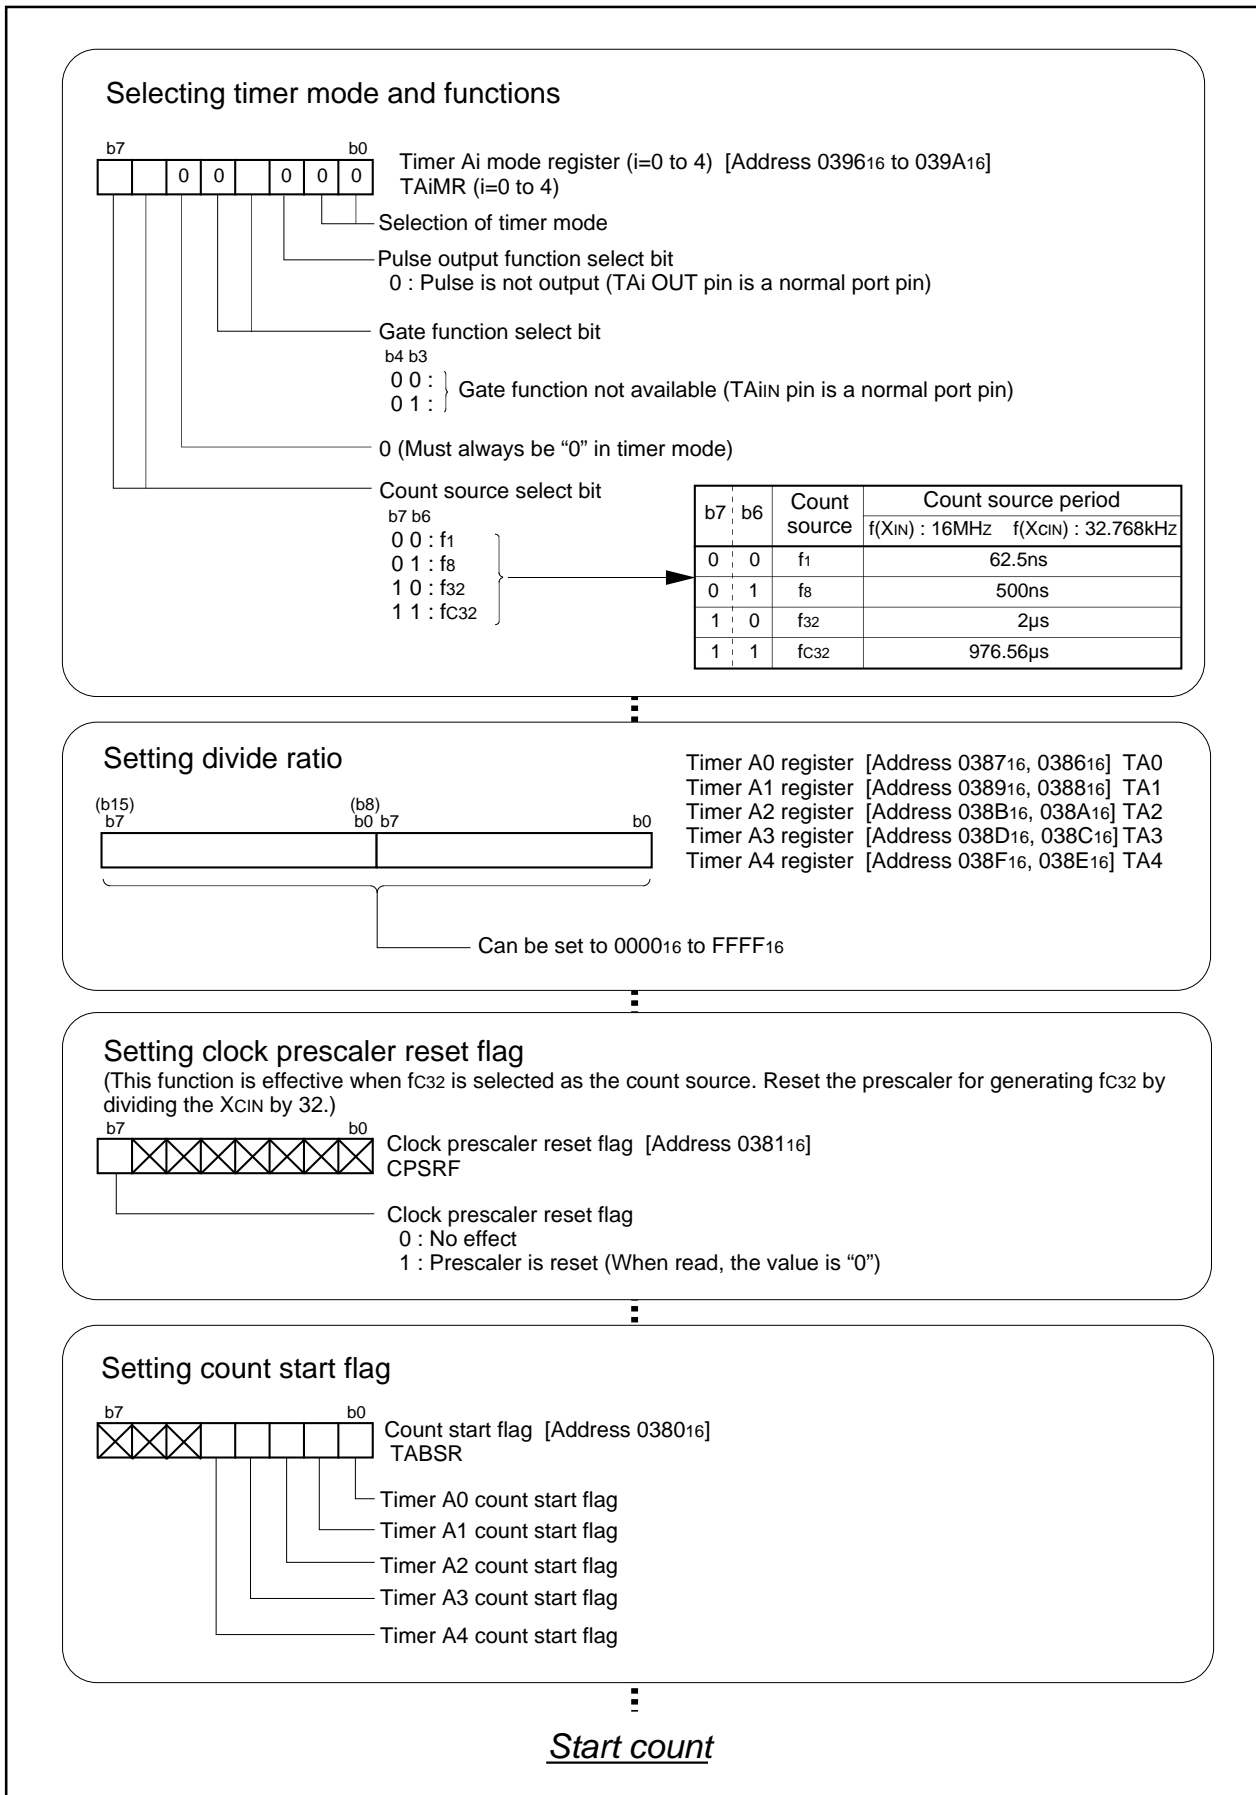 Selecting timer mode and functions
b7 b0
0 0 0 0 0
Timer Ai mode register (i=0 to 4) [Address 039616 to 039A16]
TAiMR (i=0 to 4)
Selection of timer mode
Pulse output function select bit
0 : Pulse is not output (TAi OUT pin is a normal port pin)
Gate function select bit
b4 b3
0 0 :
0 1 :
Gate function not available (TAiIN pin is a normal port pin)
0 (Must always be “0” in timer mode)
Count source select bit
b7 b6
0 0 : f1
0 1 : f8
1 0 : f32
1 1 : fC32
b7 b6 Count source Count source period
f(XIN) : 16MHz f(XCIN) : 32.768kHz
0 0 f1 62.5ns
0 1 f8 500ns
1 0 f32 2µs
1 1 fC32 976.56µs
Setting divide ratio
(b15) (b8)
b7 b0 b7 b0
Timer A0 register [Address 038716, 038616] TA0
Timer A1 register [Address 038916, 038816] TA1
Timer A2 register [Address 038B16, 038A16] TA2
Timer A3 register [Address 038D16, 038C16] TA3
Timer A4 register [Address 038F16, 038E16] TA4
Can be set to 000016 to FFFF16
Setting clock prescaler reset flag
(This function is effective when fC32 is selected as the count source. Reset the prescaler for generating fC32 by
dividing the XCIN by 32.)
b7 b0
Clock prescaler reset flag [Address 038116]
CPSRF
Clock prescaler reset flag
0 : No effect
1 : Prescaler is reset (When read, the value is “0”)
Setting count start flag
b7 b0
Count start flag [Address 038016]
TABSR
Timer A0 count start flag
Timer A1 count start flag
Timer A2 count start flag
Timer A3 count start flag
Timer A4 count start flag
Start count